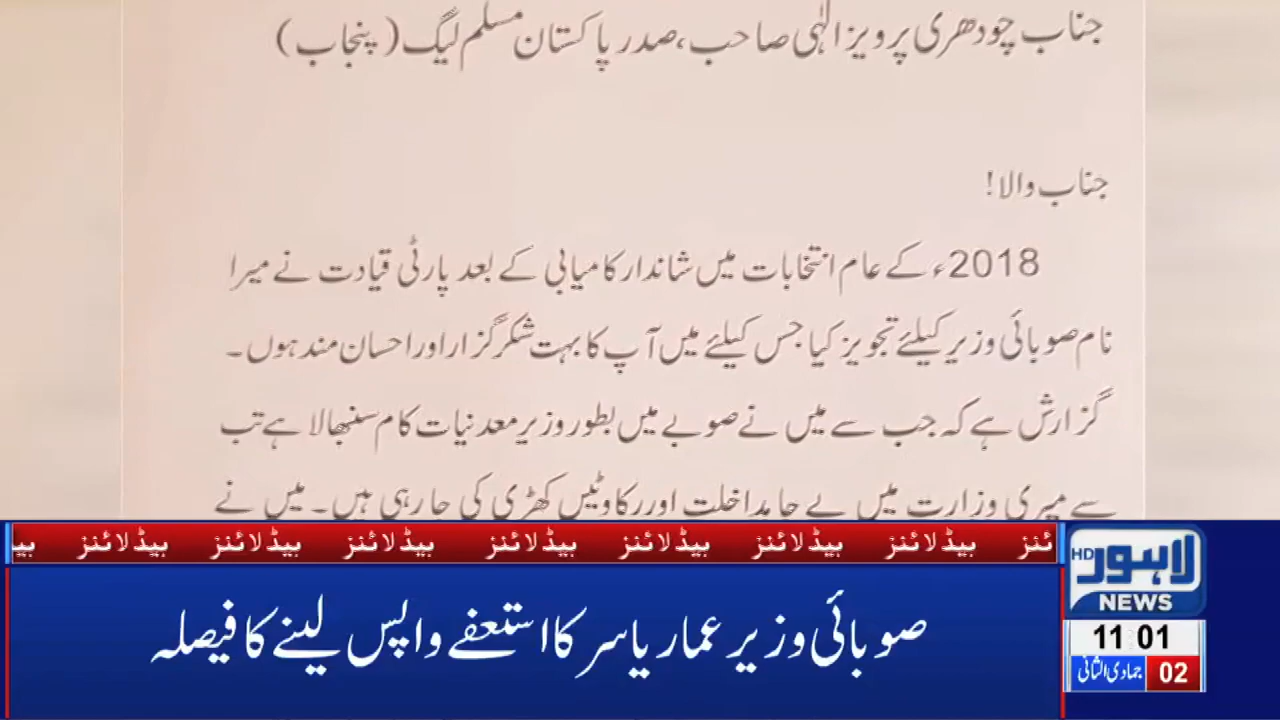 جناب چودھری پرویزالٰہی صاحب، صدر پاکستان مسلم لیگ (پنجاب)
جناب والا!
2018ء کے عام انتخابات میں شاندار کامیابی کے بعد پارٹی قیادت نے میرا
نام صوبائی وزیر کیلئے تجویز کیا جس کیلئے میں آپ کا بہت شکر گزار اور احسان مند ہوں۔
گزارش ہے کہ جب سے میں نے صوبے میں بطور وزیر معدنیات کام سنبھالا ہے تب
سے میری وزارت میں بے جا مداخلت اور رکاوٹیں کھڑی کی جا رہی ہیں۔ میں نے
ئنز ہیڈلائنز ہیڈلائنز ہیڈلائنز ہیڈلائنز ہیڈلائنز ہیڈلائنز ہیڈلائنز ہی
صوبائی وزیر عمار یاسر کا استعفے واپس لینے کا فیصلہ
لاہور HD
NEWS
11:01
02 جمادی الثانی